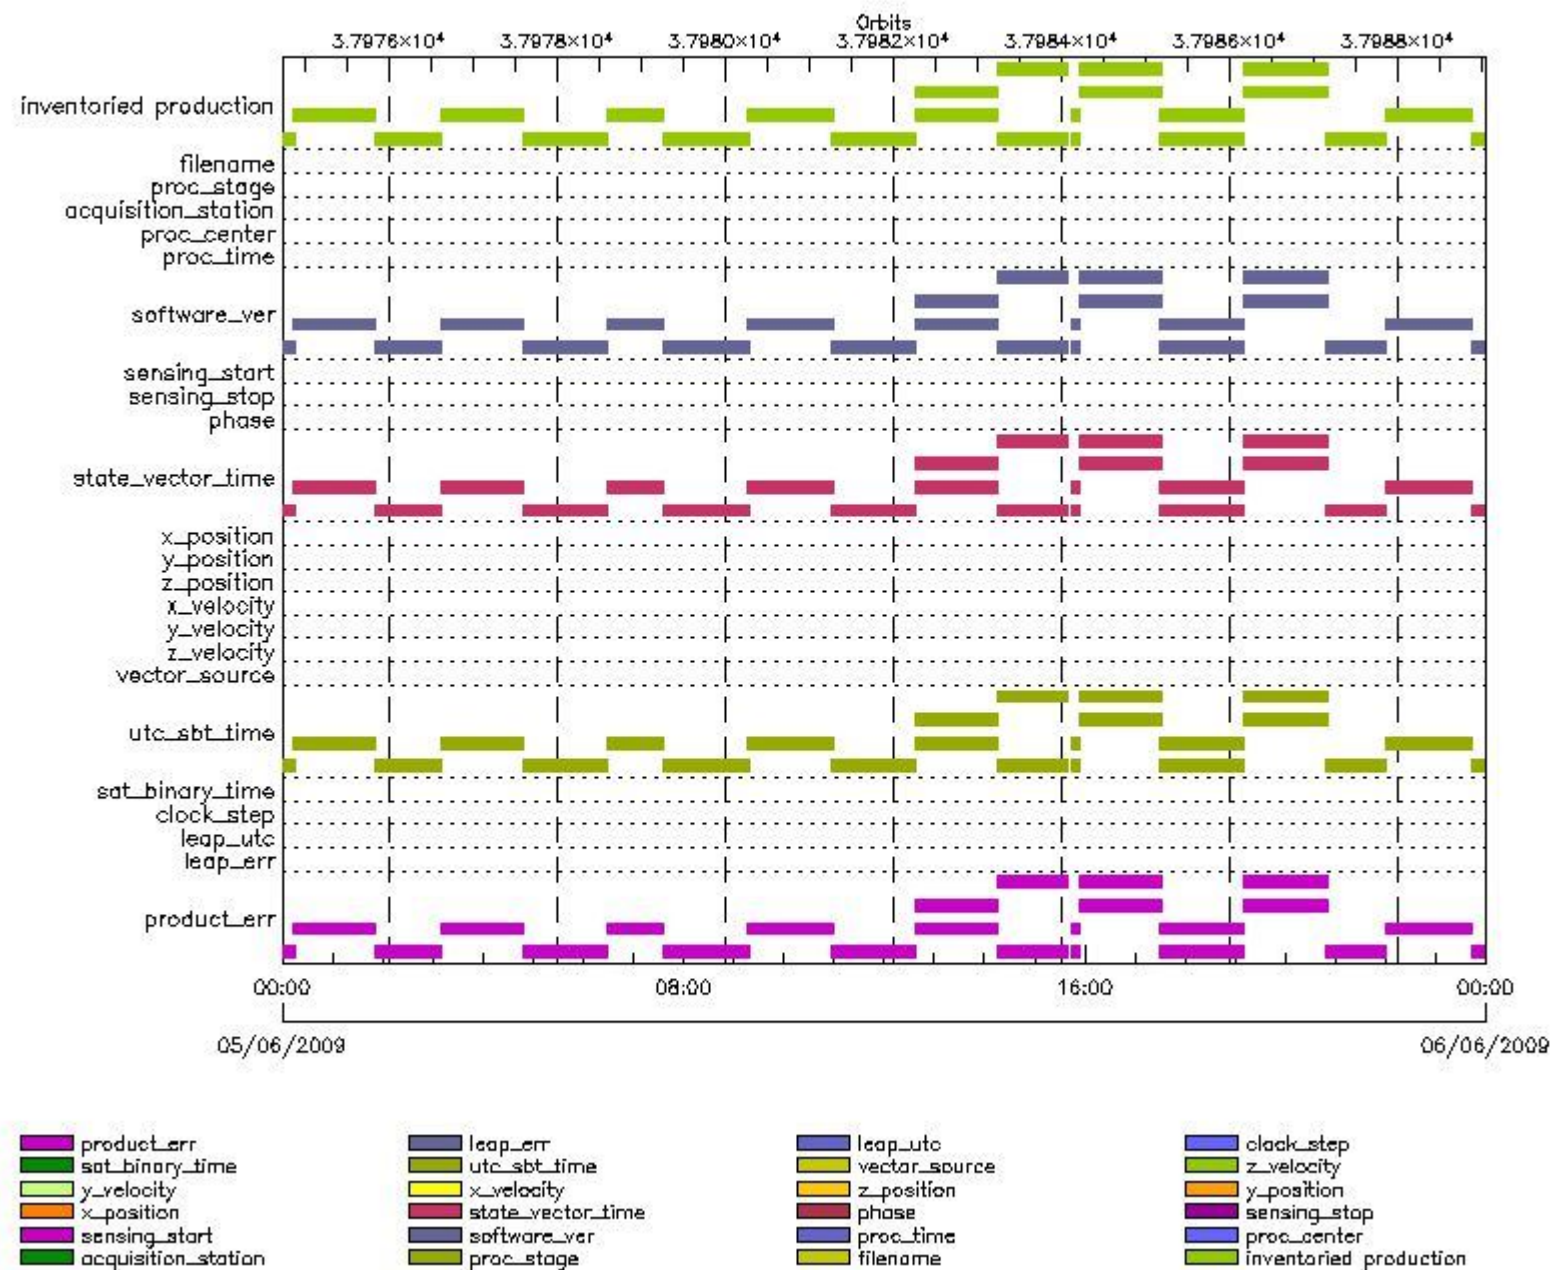 Orbits
3.7976×10⁴ 3.7978×10⁴ 3.7980×10⁴ 3.7982×10⁴ 3.7984×10⁴ 3.7986×10⁴ 3.7988×10⁴
inventoried production
filename
proc_stage
acquisition_station
proc_center
proc_time
software_ver
sensing_start
sensing_stop
phase
state_vector_time
x_position
y_position
z_position
x_velocity
y_velocity
z_velocity
vector_source
utc_sbt_time
sat_binary_time
clock_step
leap_utc
leap_err
product_err
00:00 08:00 16:00 00:00
05/06/2009 06/06/2009
product_err leap_err leap_utc clock_step
sat_binary_time utc_sbt_time vector_source z_velocity
y_velocity x_velocity z_position y_position
x_position state_vector_time phase sensing_stop
sensing_start software_ver proc_time proc_center
acquisition_station proc_stage filename inventoried production